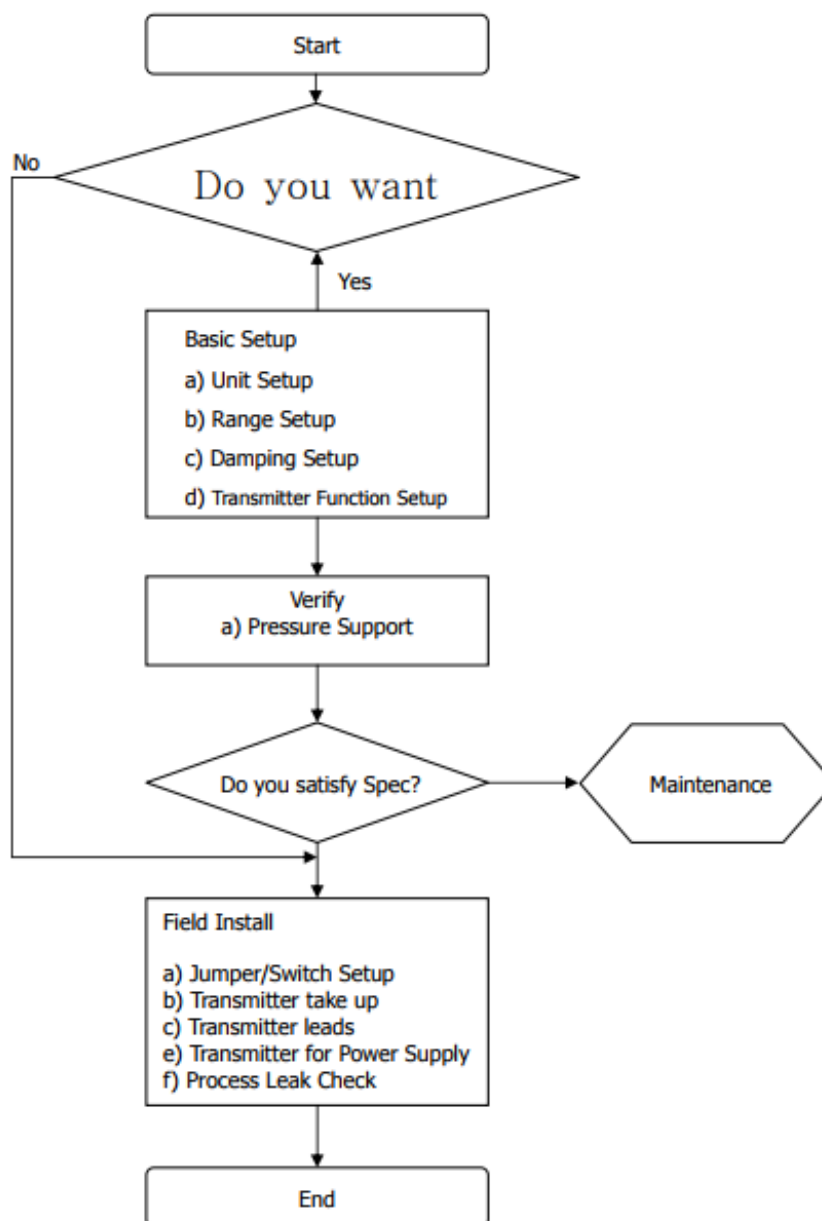 Start
No
Do you want
Yes
Basic Setup
a) Unit Setup
b) Range Setup
c) Damping Setup
d) Transmitter Function Setup
Verify
a) Pressure Support
Do you satisfy Spec?
Maintenance
Field Install
a) Jumper/Switch Setup
b) Transmitter take up
c) Transmitter leads
e) Transmitter for Power Supply
f) Process Leak Check
End